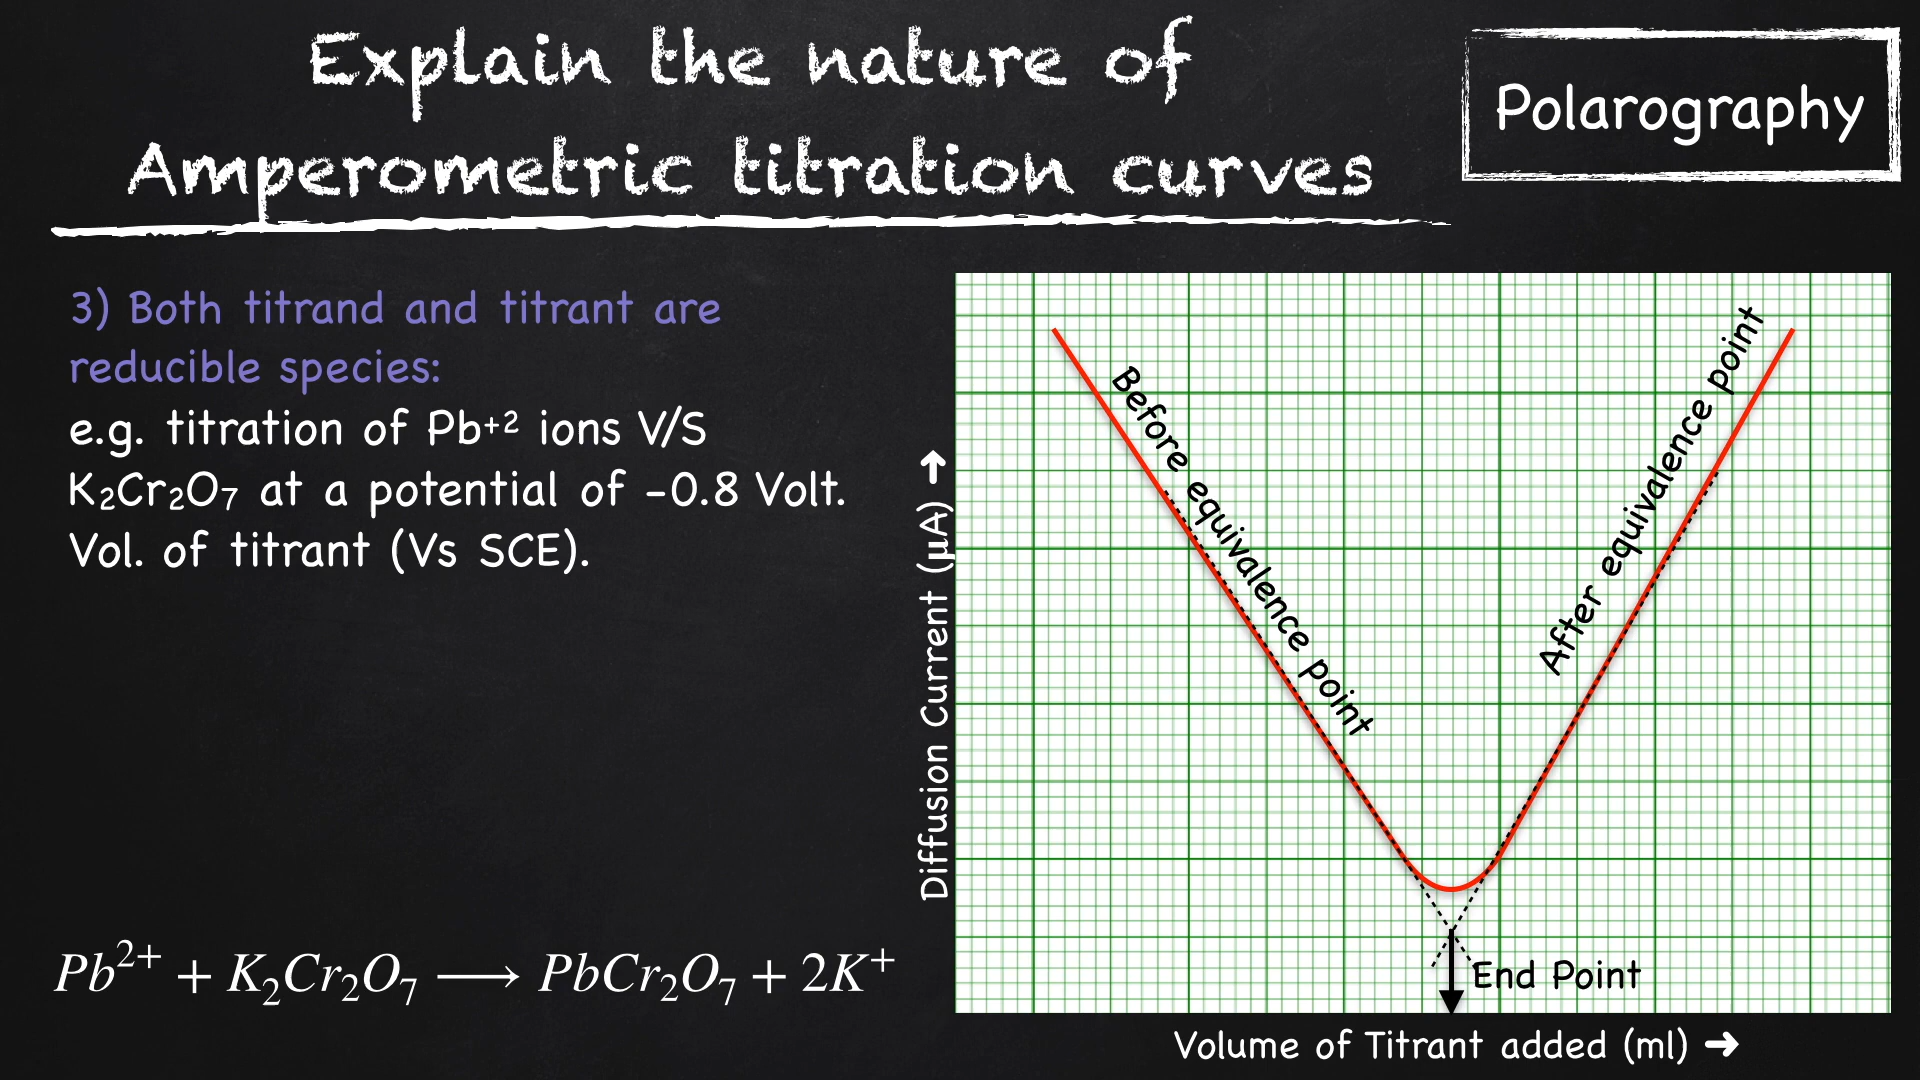 Explain the nature of
Amperometric titration curves
Polarography
3) Both titrand and titrant are
reducible species:
e.g. titration of Pb⁺² ions V/S
K₂Cr₂O₇ at a potential of -0.8 Volt.
Vol. of titrant (Vs SCE).
Pb²⁺ + K₂Cr₂O₇ ⟶ PbCr₂O₇ + 2K⁺
Diffusion Current (µA) ➔
Before equivalence point
After equivalence point
End Point
Volume of Titrant added (ml) ➔